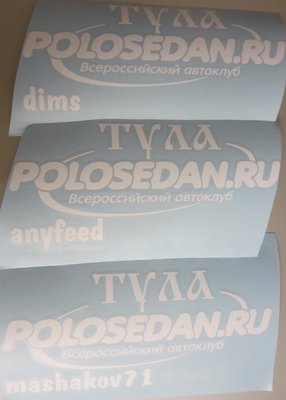 ТУЛА
POLOSEDAN.RU
Всероссийский автоклуб
dims
ТУЛА
POLOSEDAN.RU
Всероссийский автоклуб
anyfeed
ТУЛА
POLOSEDAN.RU
Всероссийский автоклуб
mashakov71